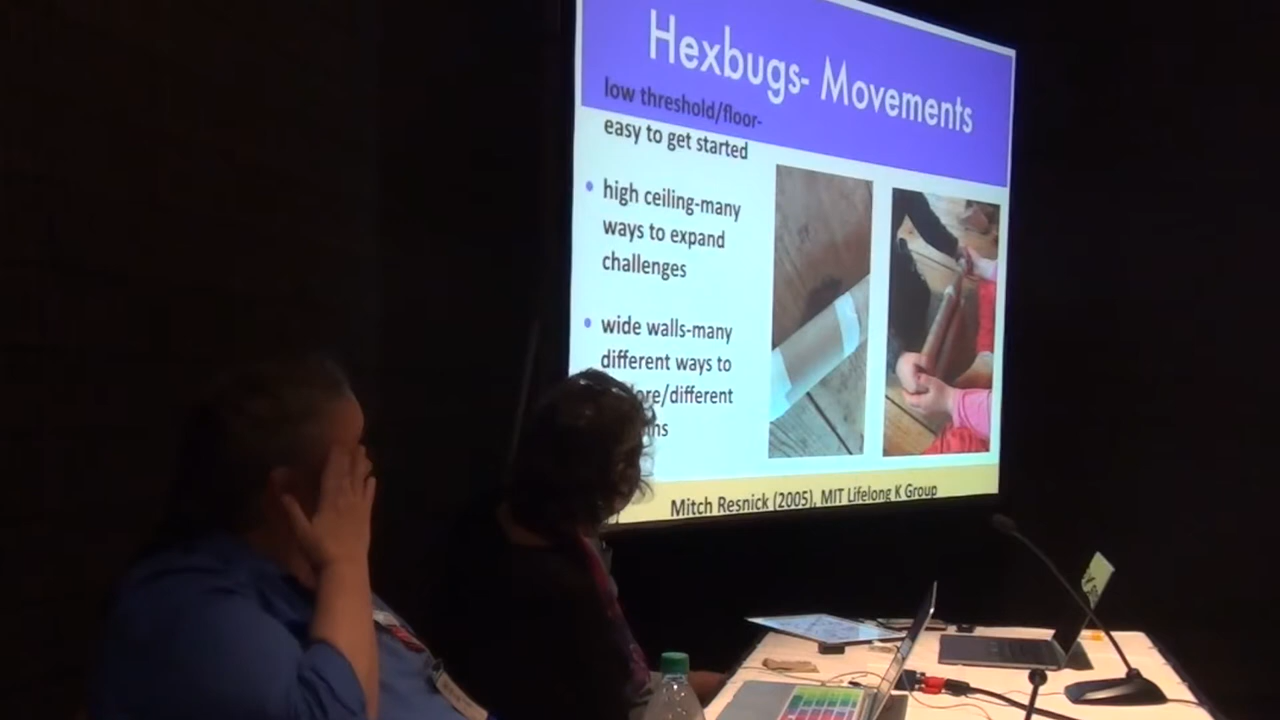 Hexbugs- Movements
low threshold/floor-
easy to get started
• high ceiling-many
ways to expand
challenges
• wide walls-many
different ways to
ore/different
Mitch Resnick (2005), MIT Lifelong K Group